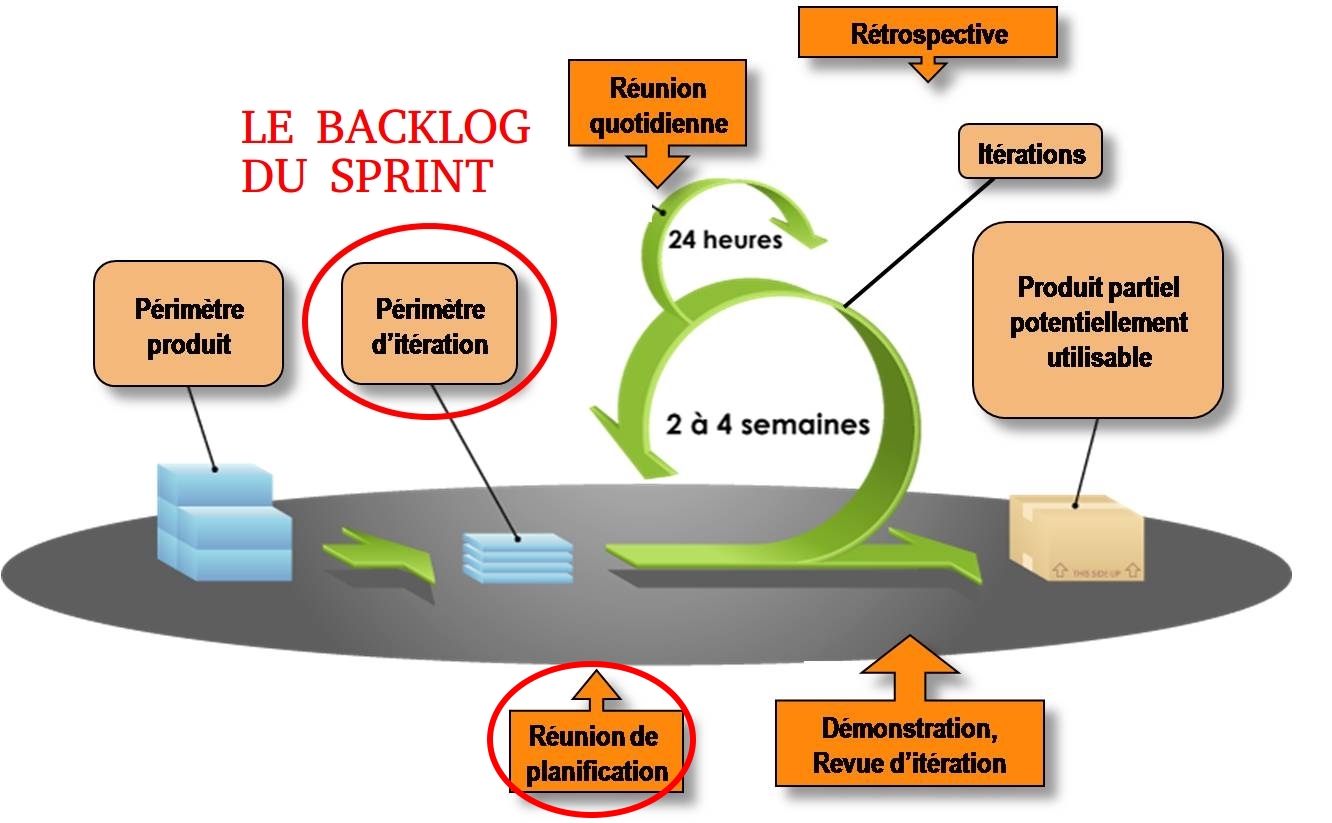 Rétrospective
Réunion
quotidienne
LE BACKLOG
DU SPRINT
Itérations
24 heures
Périmètre
produit
Périmètre
d’itération
Produit partiel
potentiellement
utilisable
2 à 4 semaines
THIS SIDE UP
Réunion de
planification
Démonstration,
Revue d’itération